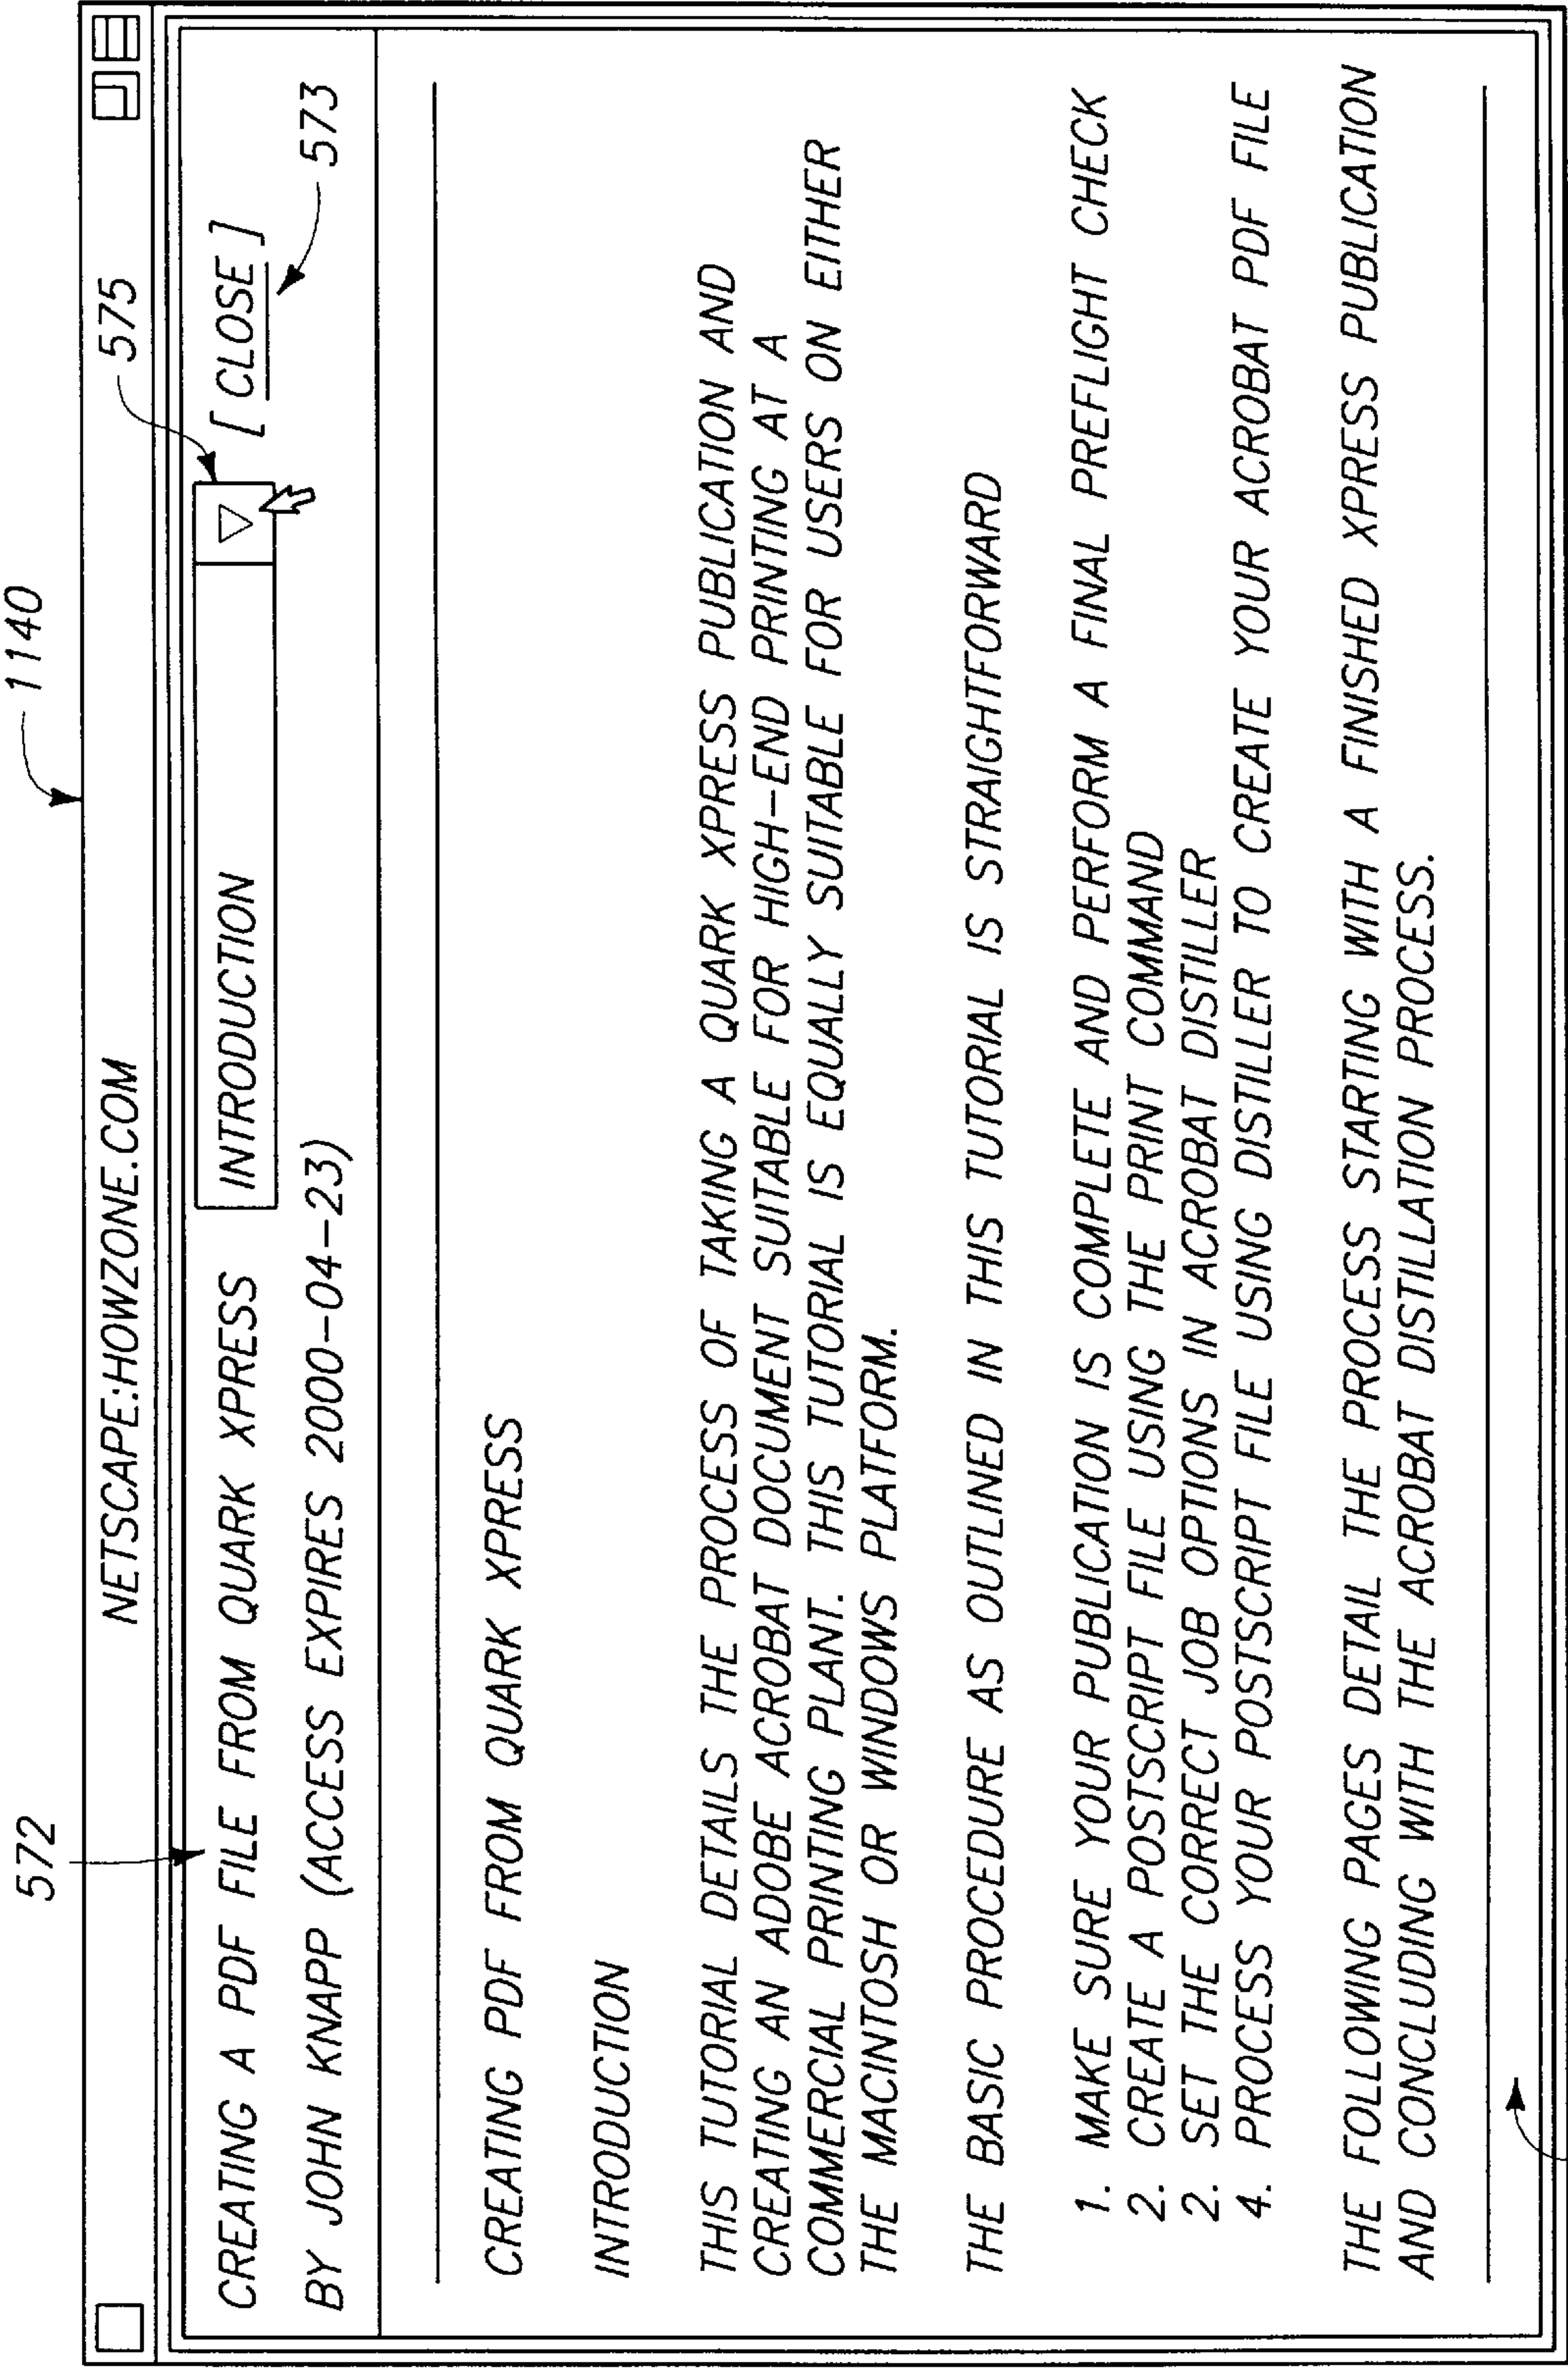 572
1140
NETSCAPE:HOWZONE.COM
575
CREATING A PDF FILE FROM QUARK XPRESS
INTRODUCTION
[ CLOSE ]
BY JOHN KNAPP (ACCESS EXPIRES 2000-04-23)
573
CREATING PDF FROM QUARK XPRESS
INTRODUCTION
THIS TUTORIAL DETAILS THE PROCESS OF TAKING A QUARK XPRESS PUBLICATION AND
CREATING AN ADOBE ACROBAT DOCUMENT SUITABLE FOR HIGH-END PRINTING AT A
COMMERCIAL PRINTING PLANT. THIS TUTORIAL IS EQUALLY SUITABLE FOR USERS ON EITHER
THE MACINTOSH OR WINDOWS PLATFORM.
THE BASIC PROCEDURE AS OUTLINED IN THIS TUTORIAL IS STRAIGHTFORWARD
1. MAKE SURE YOUR PUBLICATION IS COMPLETE AND PERFORM A FINAL PREFLIGHT CHECK
2. CREATE A POSTSCRIPT FILE USING THE PRINT COMMAND
2. SET THE CORRECT JOB OPTIONS IN ACROBAT DISTILLER
4. PROCESS YOUR POSTSCRIPT FILE USING DISTILLER TO CREATE YOUR ACROBAT PDF FILE
THE FOLLOWING PAGES DETAIL THE PROCESS STARTING WITH A FINISHED XPRESS PUBLICATION
AND CONCLUDING WITH THE ACROBAT DISTILLATION PROCESS.